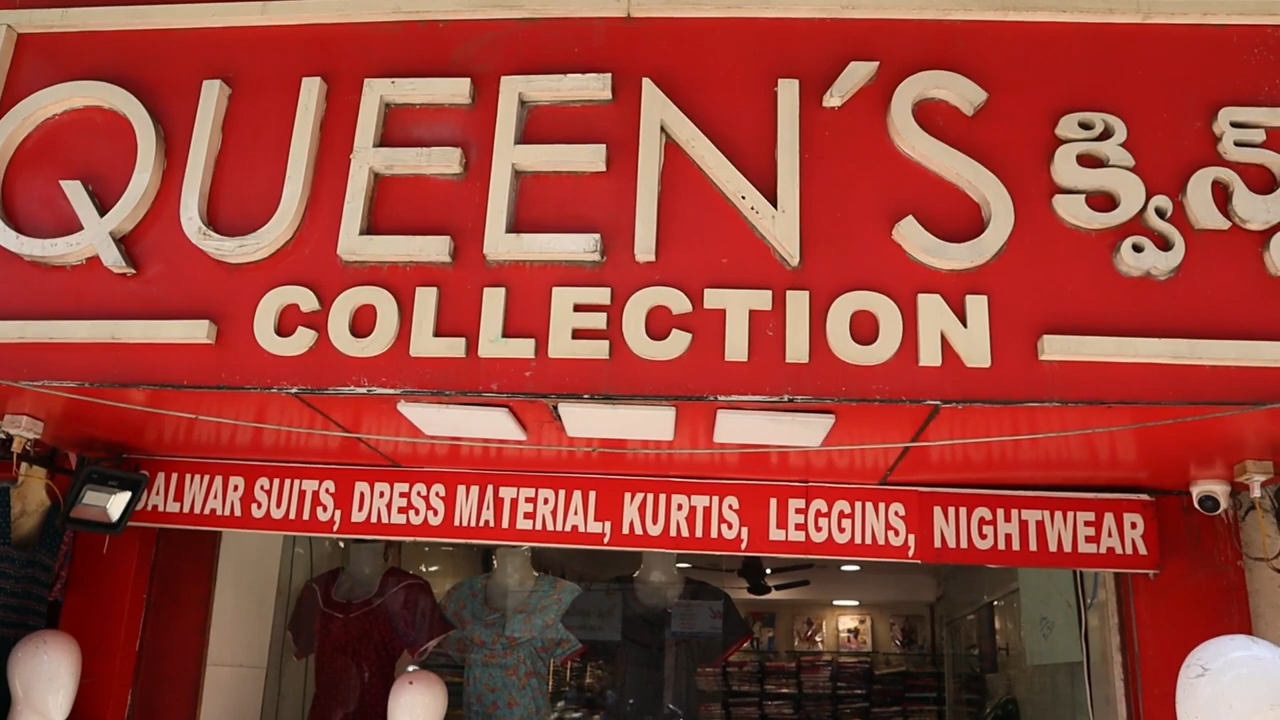 QUEEN'S క్విన్స్
COLLECTION
SALWAR SUITS, DRESS MATERIAL, KURTIS, LEGGINS, NIGHTWEAR